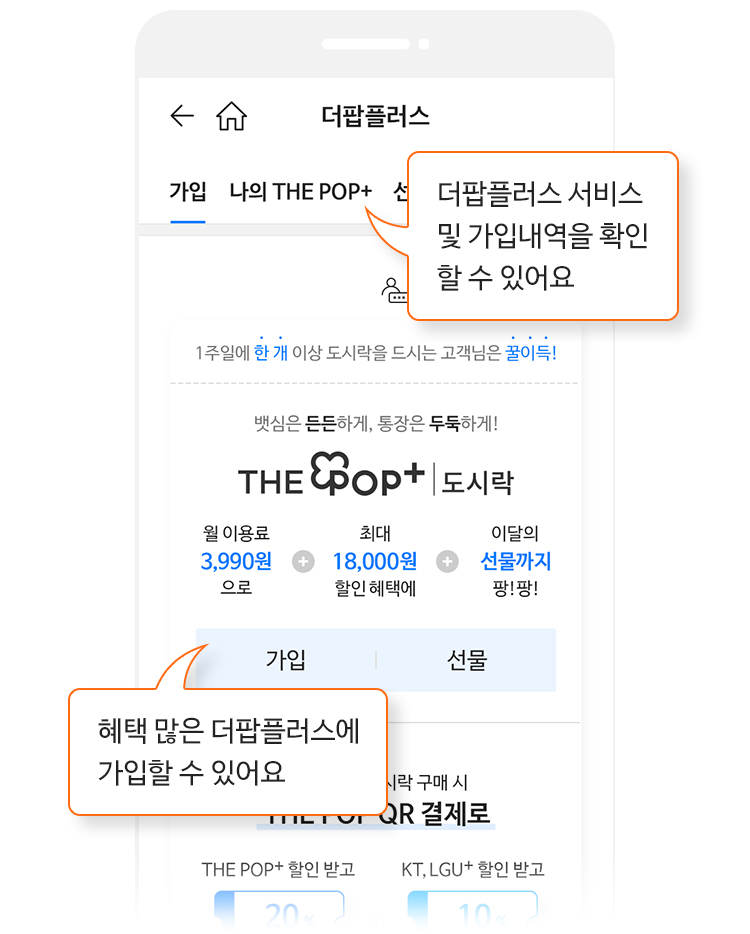 더팝플러스
가입 나의 THE POP+
더팝플러스 서비스
및 가입내역을 확인
할 수 있어요
1주일에 한 개 이상 도시락을 드시는 고객님은 꿀이득!
뱃심은 든든하게, 통장은 두둑하게!
THE POP+ 도시락
월 이용료 최대 이달의
3,990원 + 18,000원 + 선물까지
으로 할인 혜택에 팡!팡!
가입 선물
혜택 많은 더팝플러스에
가입할 수 있어요
구매 시
THE POP QR 결제로
THE POP+ 할인 받고 KT, LGU+ 할인 받고
20% 10%